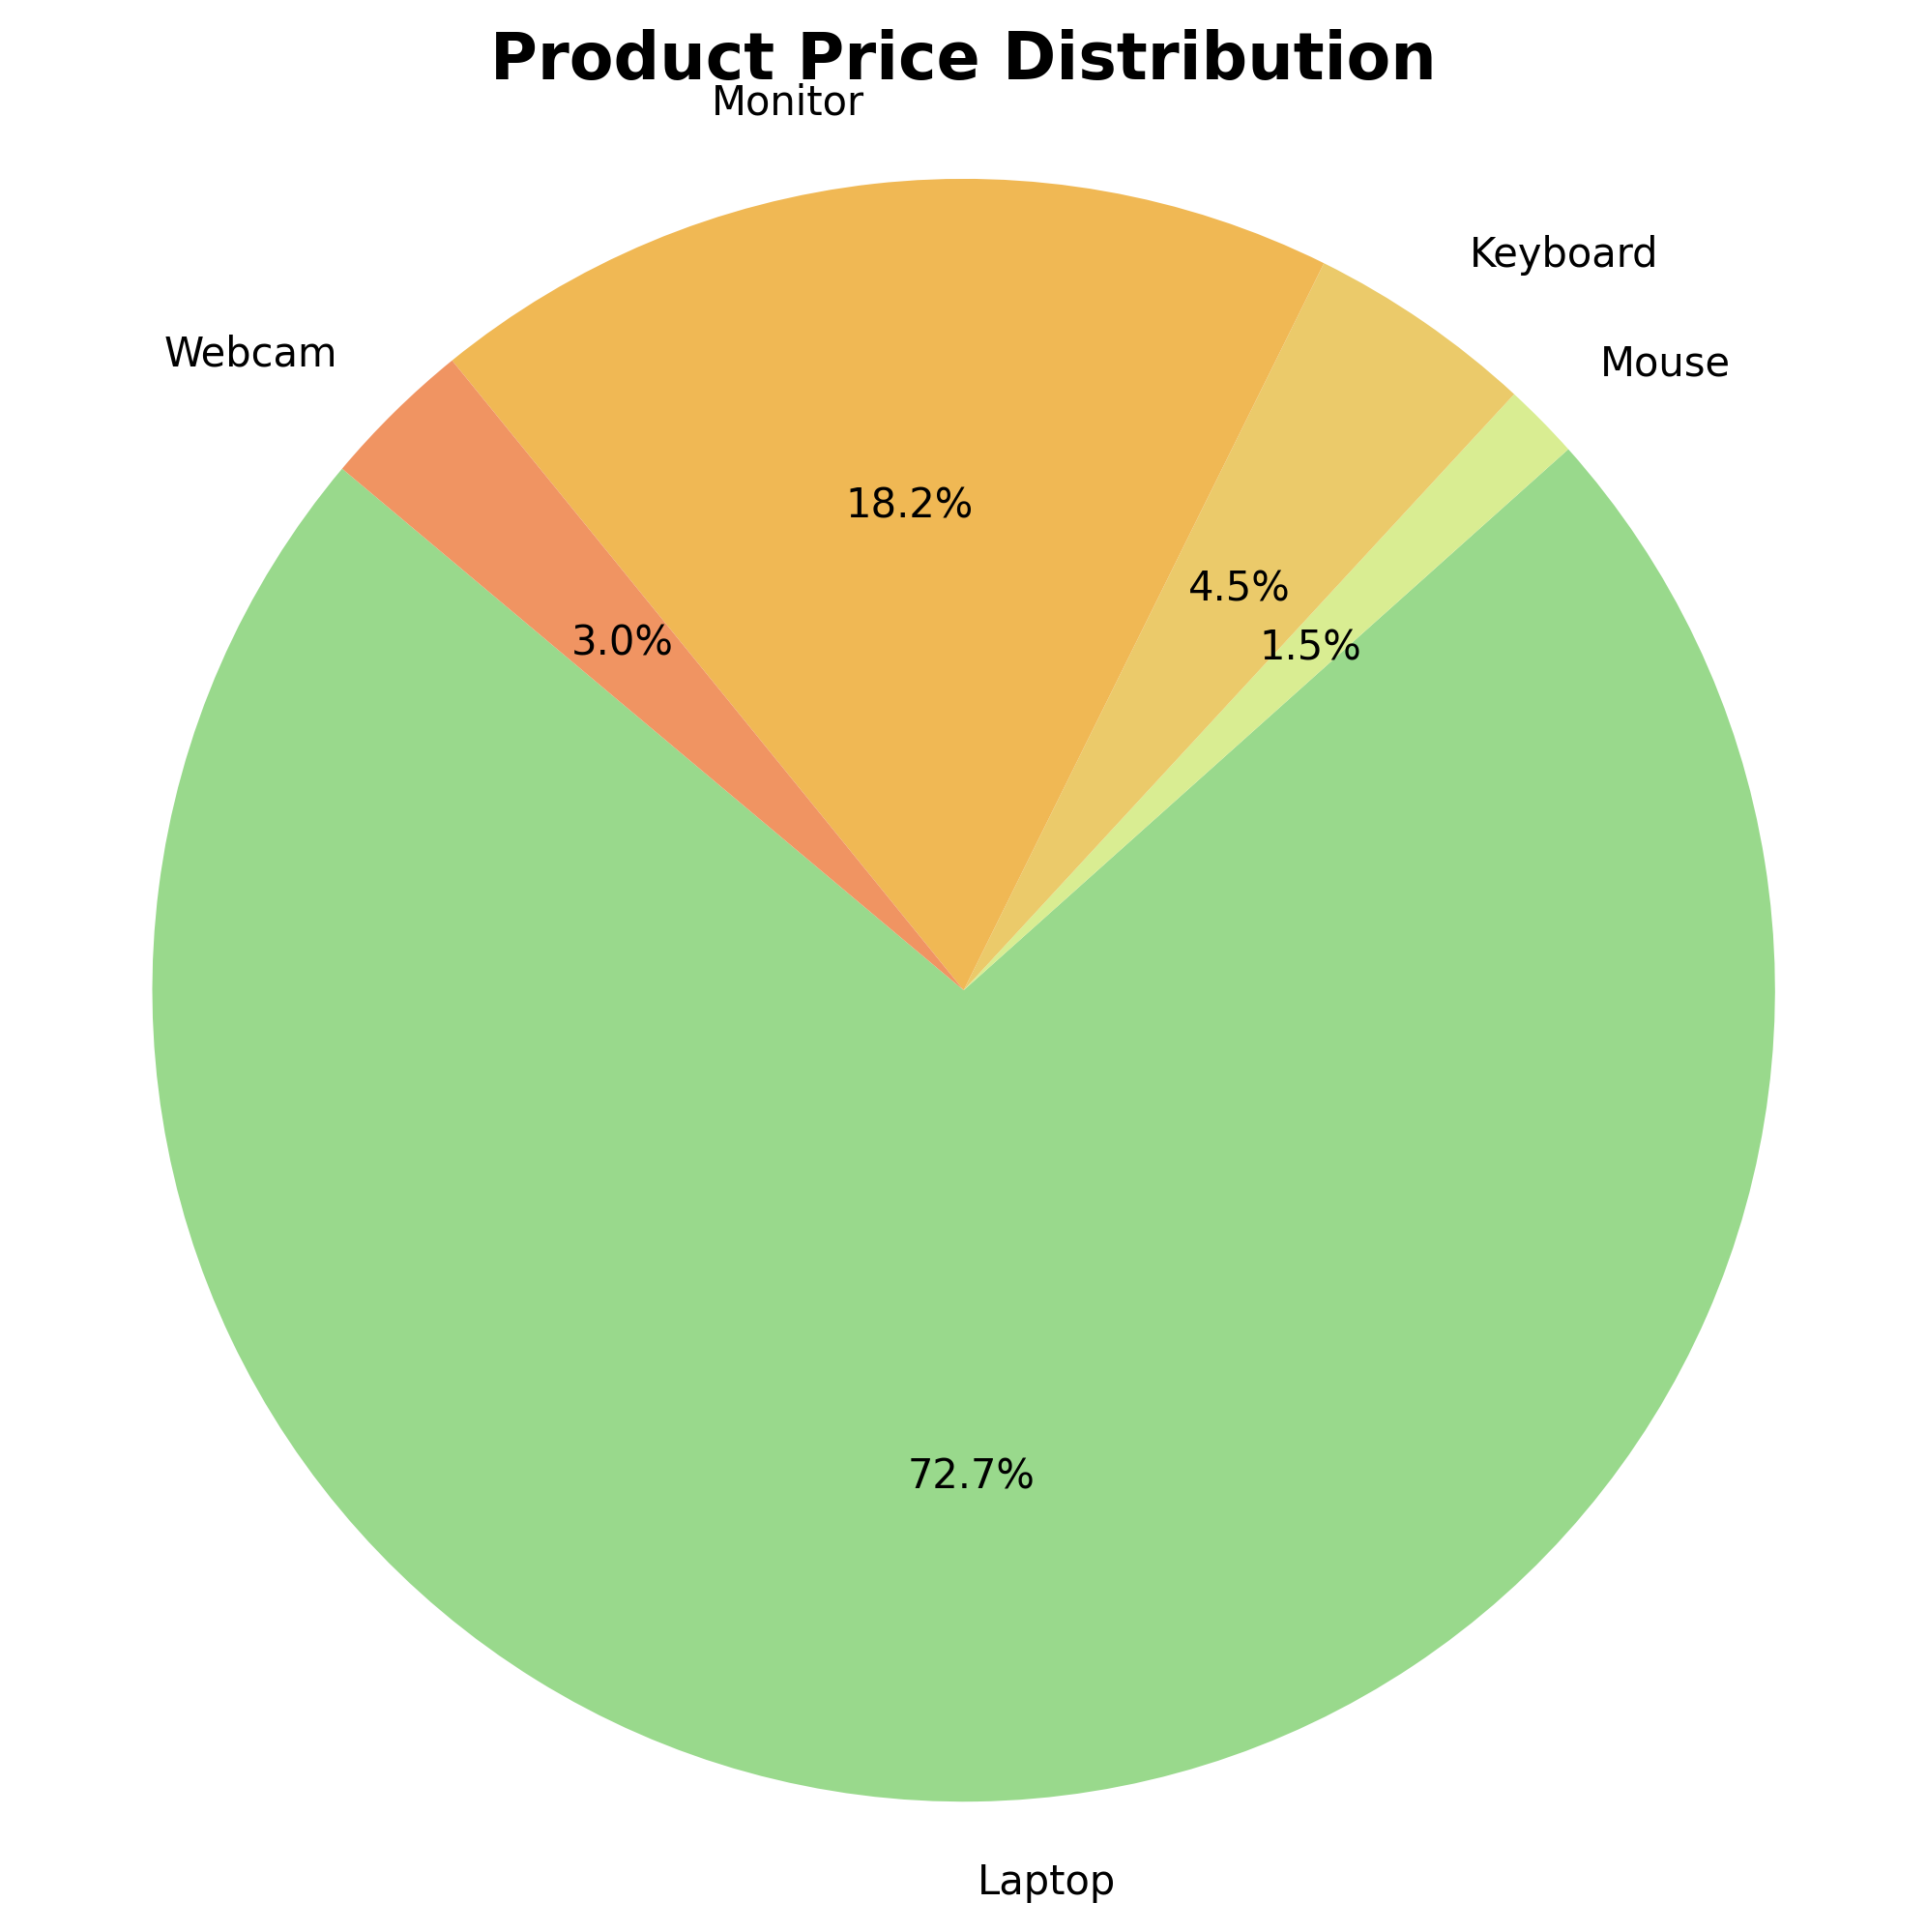 Product Price Distribution
Monitor
Keyboard
Webcam
Mouse
18.2%
4.5%
3.0%
1.5%
72.7%
Laptop